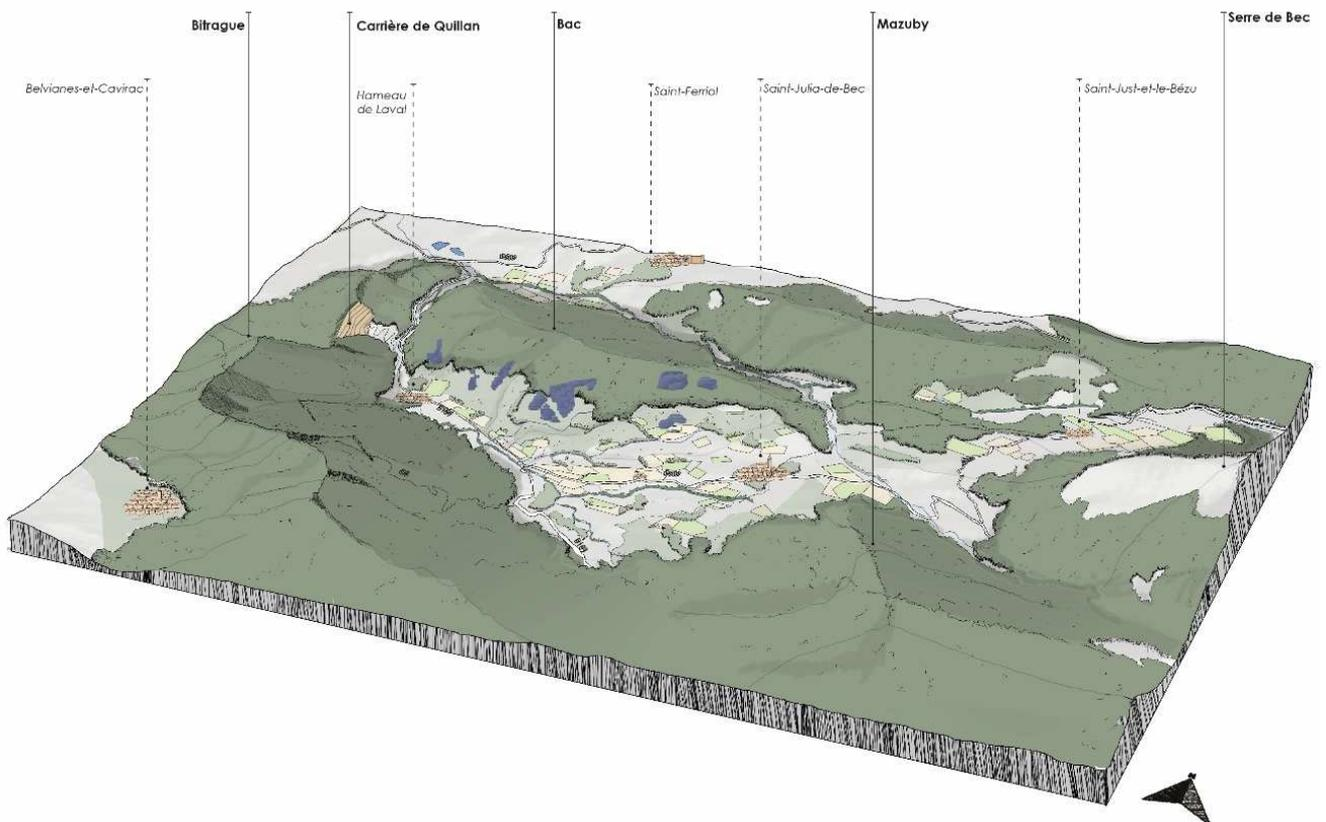 Bitrague
Carrière de Quillan
Bac
Mazuby
Serre de Bec
Belvianes-et-Cavirac
Hameau
de Laval
Saint-Ferriol
Saint-Julia-de-Bec
Saint-Just-et-le-Bézu